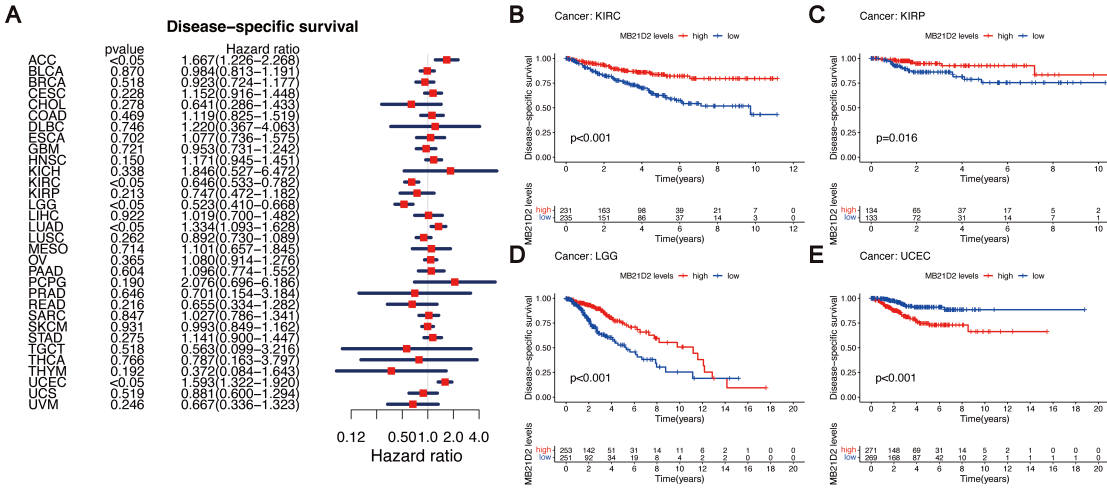 A
Disease−specific survival
pvalue Hazard ratio
ACC <0.05 1.667(1.226−2.268)
BLCA 0.870 0.984(0.813−1.191)
BRCA 0.518 0.923(0.724−1.177)
CESC 0.228 1.152(0.916−1.448)
CHOL 0.278 0.641(0.286−1.433)
COAD 0.469 1.119(0.825−1.519)
DLBC 0.746 1.220(0.367−4.063)
ESCA 0.702 1.077(0.736−1.575)
GBM 0.721 0.953(0.731−1.242)
HNSC 0.150 1.171(0.945−1.451)
KICH 0.338 1.846(0.527−6.472)
KIRC <0.05 0.646(0.533−0.782)
KIRP 0.213 0.747(0.472−1.182)
LGG <0.05 0.523(0.410−0.668)
LIHC 0.922 1.019(0.700−1.482)
LUAD <0.05 1.334(1.093−1.628)
LUSC 0.262 0.892(0.730−1.089)
MESO 0.714 1.101(0.657−1.845)
OV 0.365 1.080(0.914−1.276)
PAAD 0.604 1.096(0.774−1.552)
PCPG 0.190 2.076(0.696−6.186)
PRAD 0.646 0.701(0.154−3.184)
READ 0.216 0.655(0.334−1.282)
SARC 0.847 1.027(0.786−1.341)
SKCM 0.931 0.993(0.849−1.162)
STAD 0.275 1.141(0.900−1.447)
TGCT 0.518 0.563(0.099−3.216)
THCA 0.766 0.787(0.163−3.797)
THYM 0.192 0.372(0.084−1.643)
UCEC <0.05 1.593(1.322−1.920)
UCS 0.519 0.881(0.600−1.294)
UVM 0.246 0.667(0.336−1.323)
0.12 0.50 1.0 2.0 4.0
Hazard ratio
B
Cancer: KIRC
MB21D2 levels high low
Disease−specific survival
1.00
0.75
0.50
0.25
0.00
p<0.001
0 2 4 6 8 10 12
Time(years)
MB21D2 levels
high 231 163 98 39 21 7 0
low 235 151 86 37 14 3 0
0 2 4 6 8 10 12
Time(years)
C
Cancer: KIRP
MB21D2 levels high low
Disease−specific survival
1.00
0.75
0.50
0.25
0.00
p=0.016
0 2 4 6 8 10
Time(years)
MB21D2 levels
high 134 65 37 17 5 2
low 133 72 31 14 7 1
0 2 4 6 8 10
Time(years)
D
Cancer: LGG
MB21D2 levels high low
Disease−specific survival
1.00
0.75
0.50
0.25
0.00
p<0.001
0 2 4 6 8 10 12 14 16 18 20
Time(years)
MB21D2 levels
high 253 142 51 31 14 11 6 2 1 0 0
low 251 92 34 19 8 4 2 2 0 0 0
0 2 4 6 8 10 12 14 16 18 20
Time(years)
E
Cancer: UCEC
MB21D2 levels high low
Disease−specific survival
1.00
0.75
0.50
0.25
0.00
p<0.001
0 2 4 6 8 10 12 14 16 18 20
Time(years)
MB21D2 levels
high 271 148 69 31 14 5 2 1 0 0 0
low 269 168 87 42 10 2 1 1 1 1 0
0 2 4 6 8 10 12 14 16 18 20
Time(years)